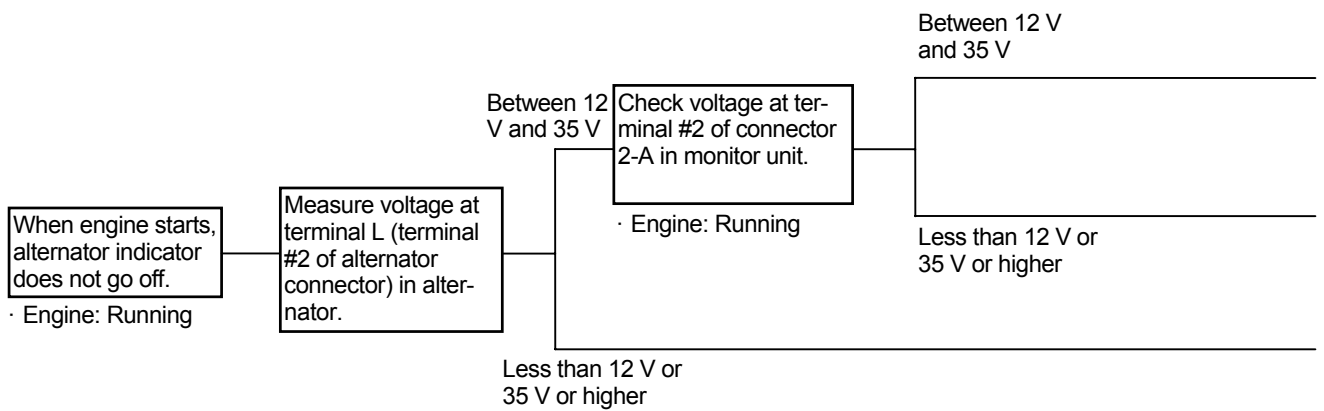 When engine starts,
alternator indicator
does not go off.
· Engine: Running
Measure voltage at
terminal L (terminal
#2 of alternator
connector) in alter-
nator.
Between 12
V and 35 V
Check voltage at ter-
minal #2 of connector
2-A in monitor unit.
· Engine: Running
Between 12 V
and 35 V
Less than 12 V or
35 V or higher
Less than 12 V or
35 V or higher